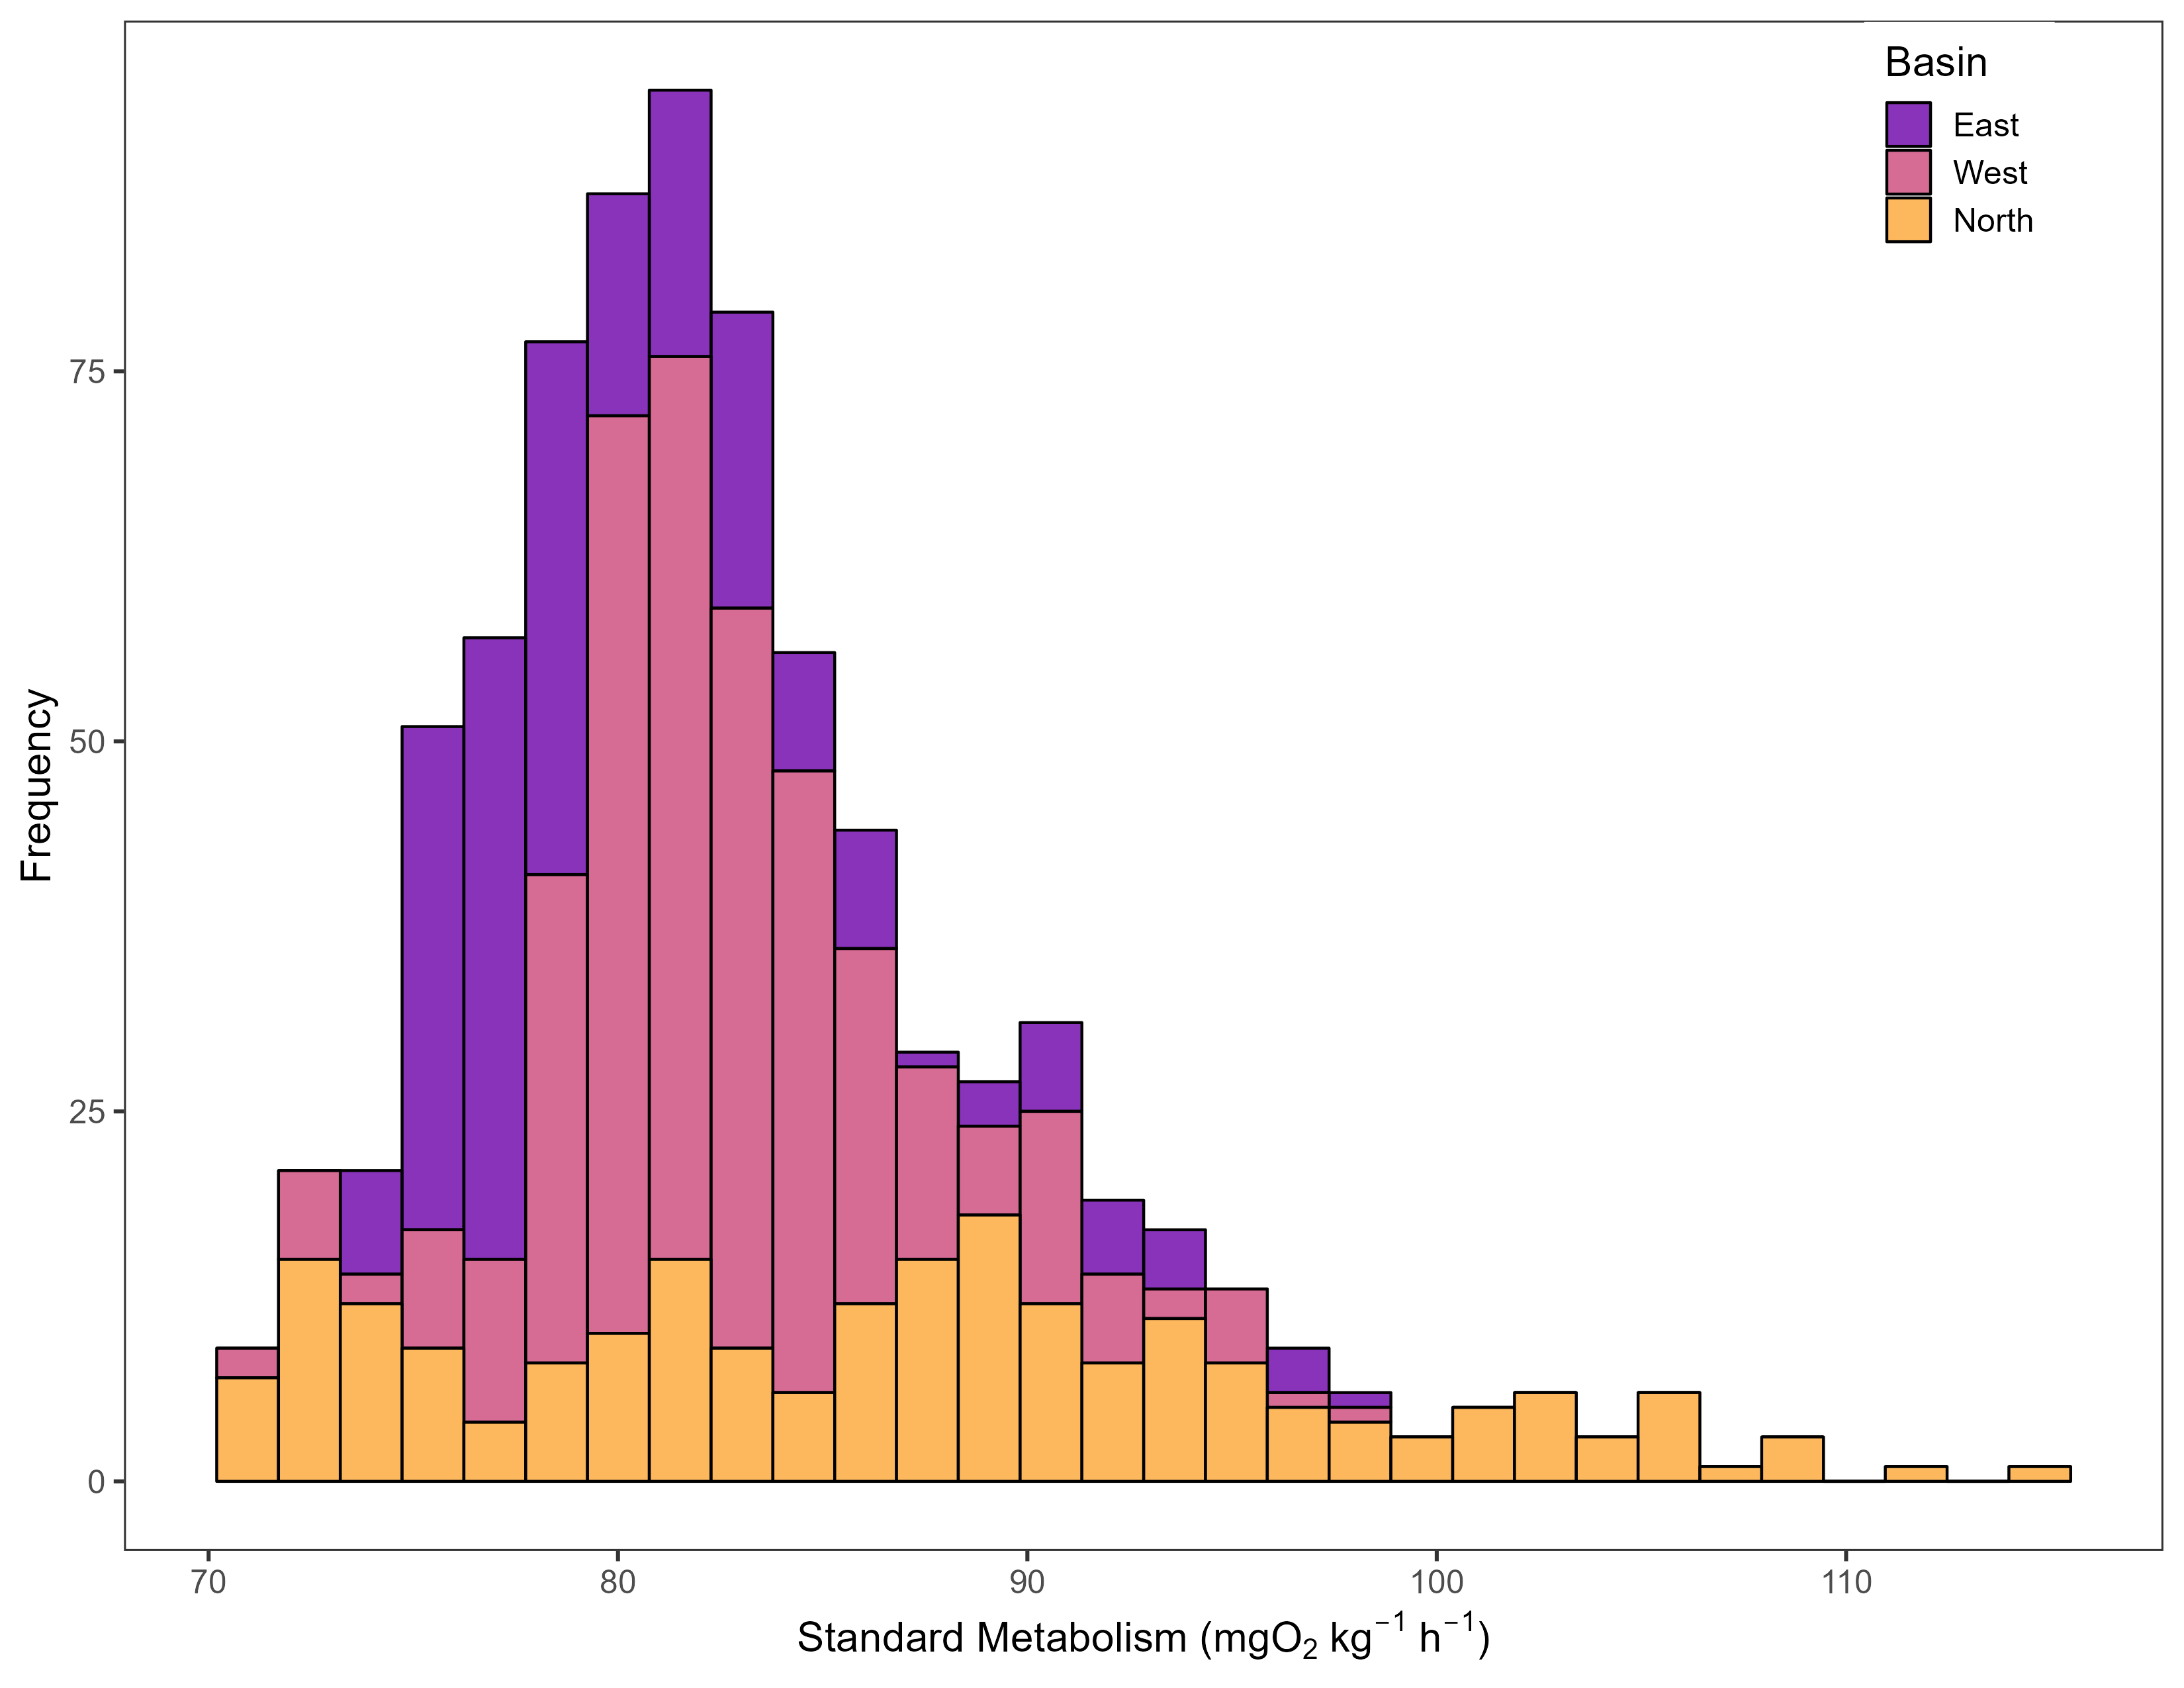 Basin
East
West
North
75
50
25
0
Frequency
70 80 90 100 110
Standard Metabolism (mgO₂ kg⁻¹ h⁻¹)